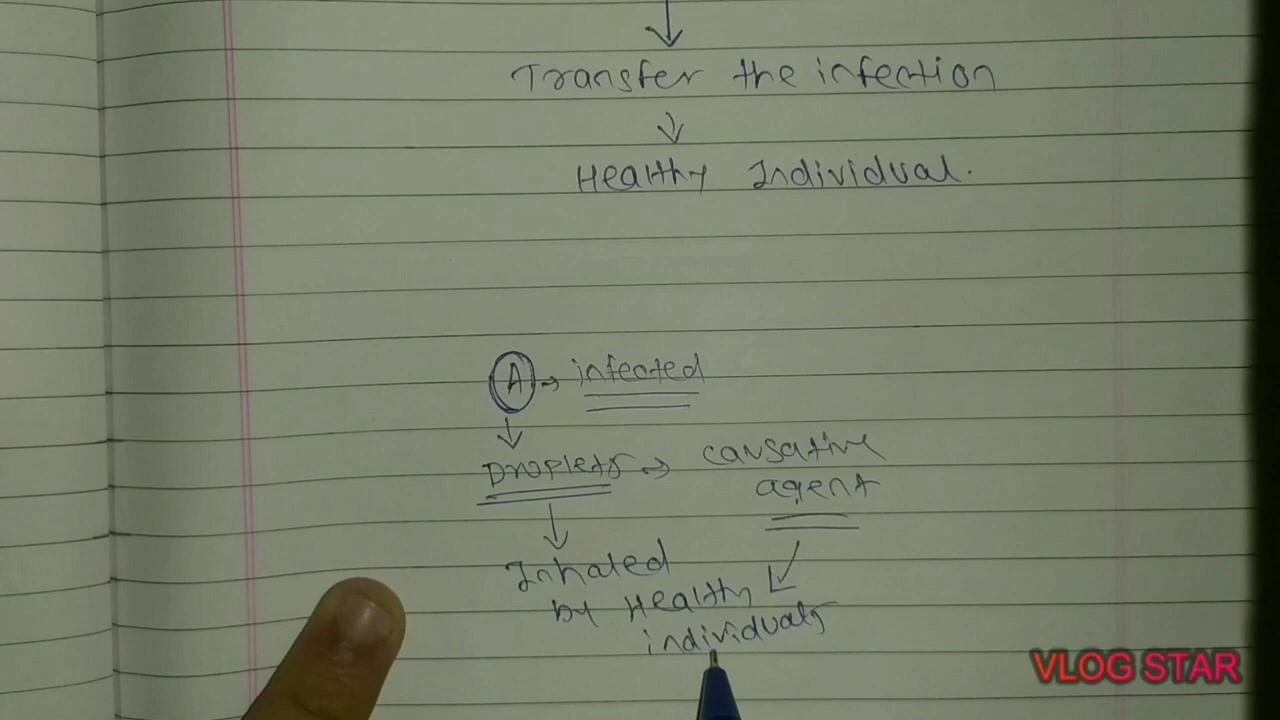 Transfer the infection
Healthy Individual.
A → infected
Droplets → causative
agent
Inhaled
by Healthy
individuals
VLOG STAR